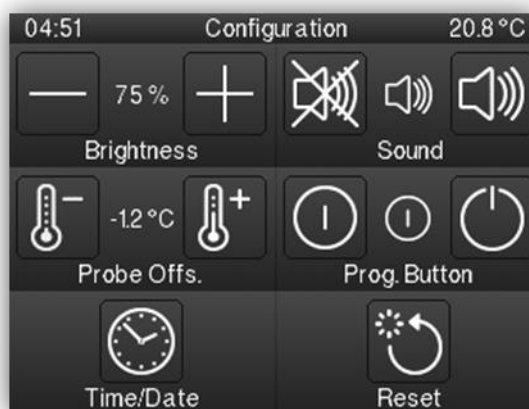 04:51 Configuration 20.8 °C
75 %
Brightness Sound
-1.2 °C
Probe Offs. Prog. Button
Time/Date Reset